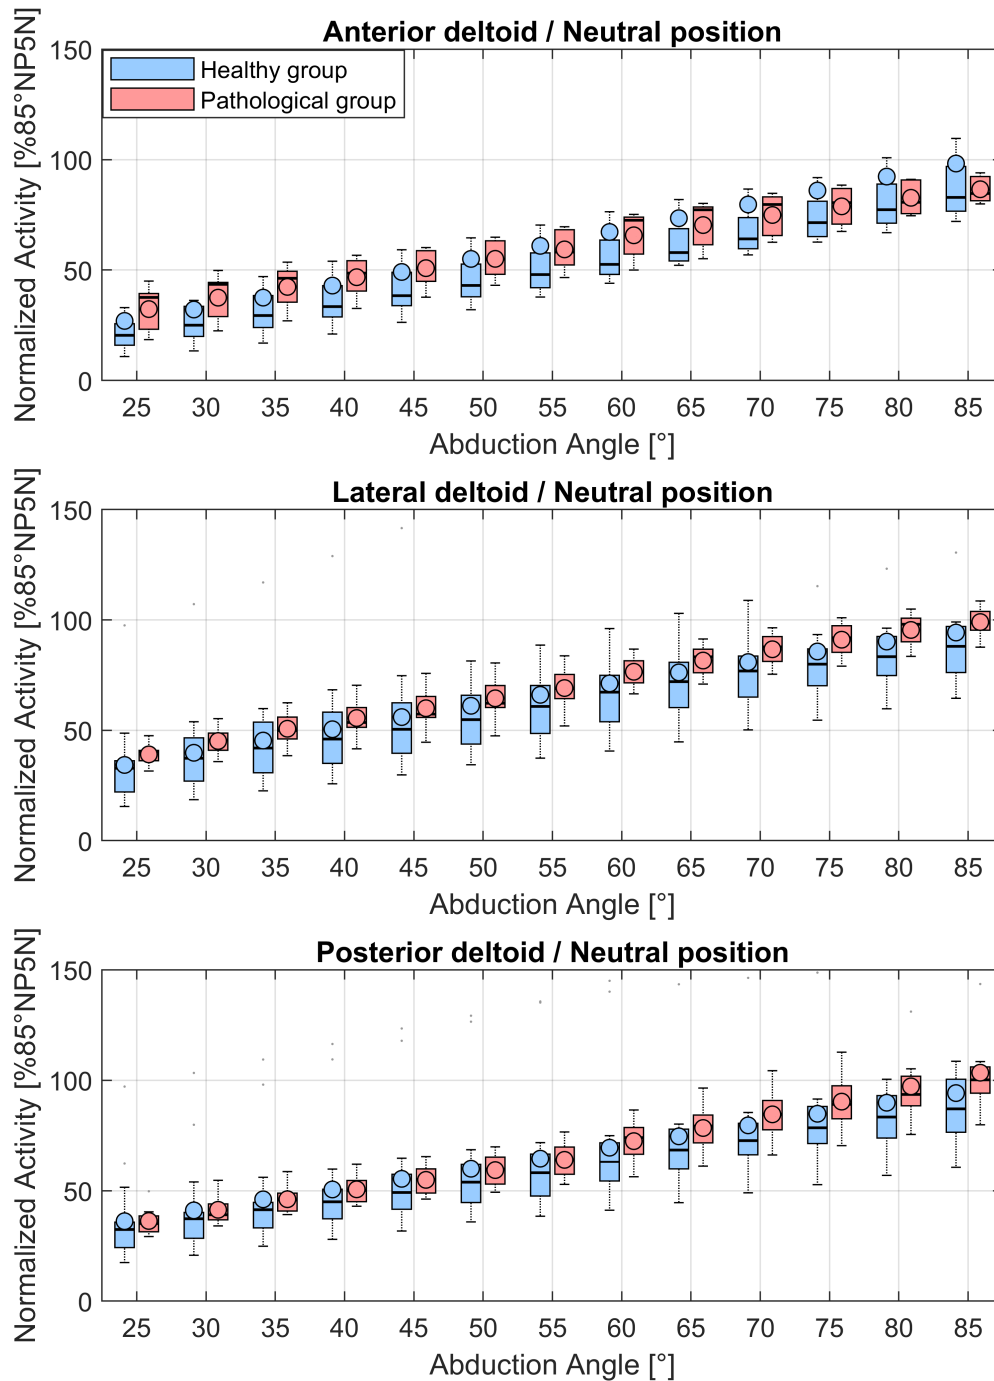 Anterior deltoid / Neutral position
Normalized Activity [%85°NP5N]
150
100
50
0
Healthy group
Pathological group
25 30 35 40 45 50 55 60 65 70 75 80 85
Abduction Angle [°]
Lateral deltoid / Neutral position
Normalized Activity [%85°NP5N]
150
100
50
0
25 30 35 40 45 50 55 60 65 70 75 80 85
Abduction Angle [°]
Posterior deltoid / Neutral position
Normalized Activity [%85°NP5N]
150
100
50
0
25 30 35 40 45 50 55 60 65 70 75 80 85
Abduction Angle [°]